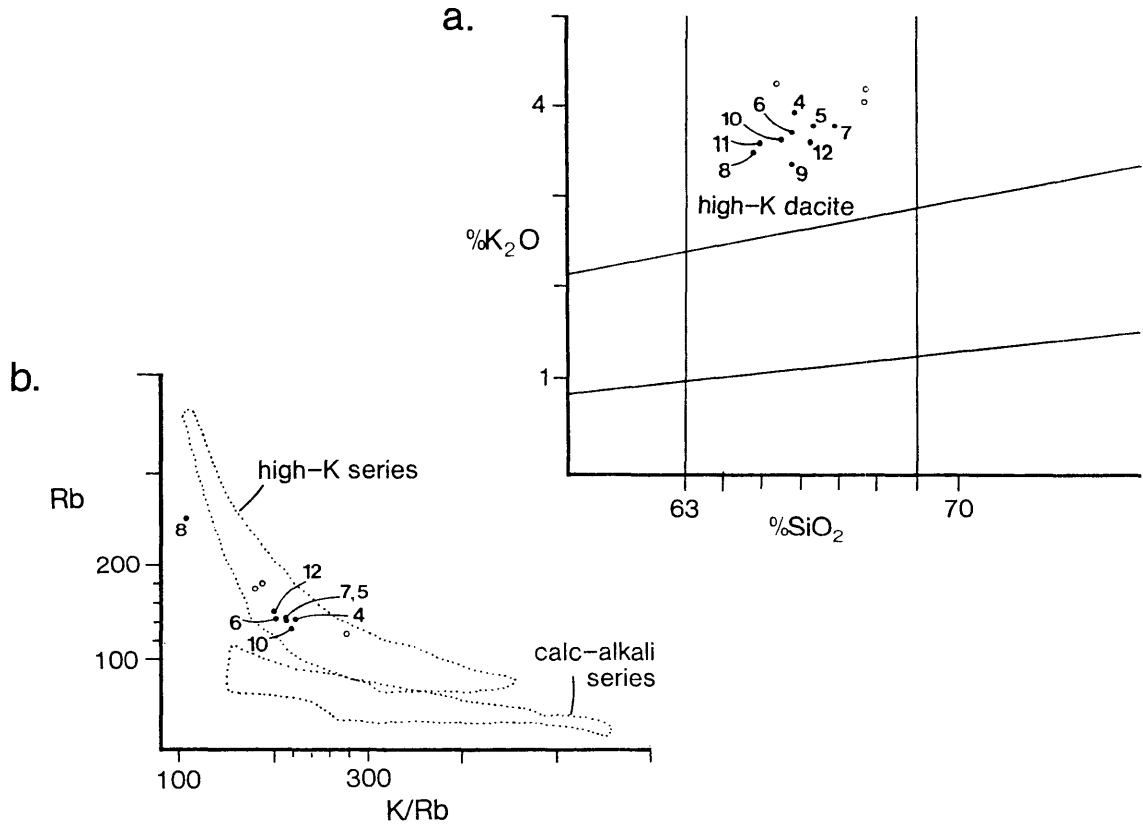 a.
4
4
5
6
7
10
11
12
8
9
high–K dacite
%K₂O
1
63
70
%SiO₂
b.
high–K series
Rb
8
200
12
7,5
6
4
10
100
calc–alkali
series
100
300
K/Rb